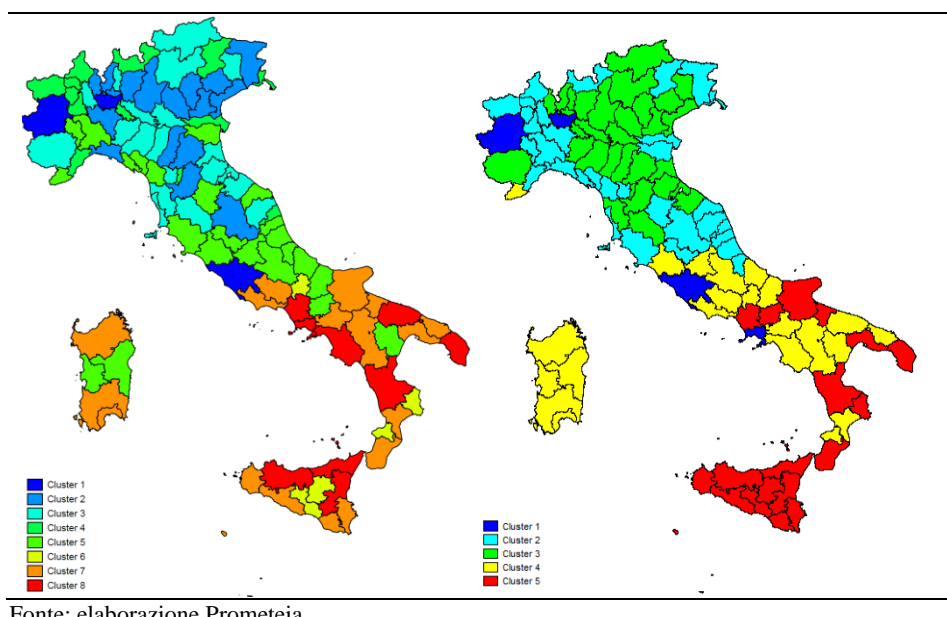 Cluster 1
Cluster 2
Cluster 3
Cluster 4
Cluster 5
Cluster 6
Cluster 7
Cluster 8
Cluster 1
Cluster 2
Cluster 3
Cluster 4
Cluster 5
Fonte: elaborazione Prometeia